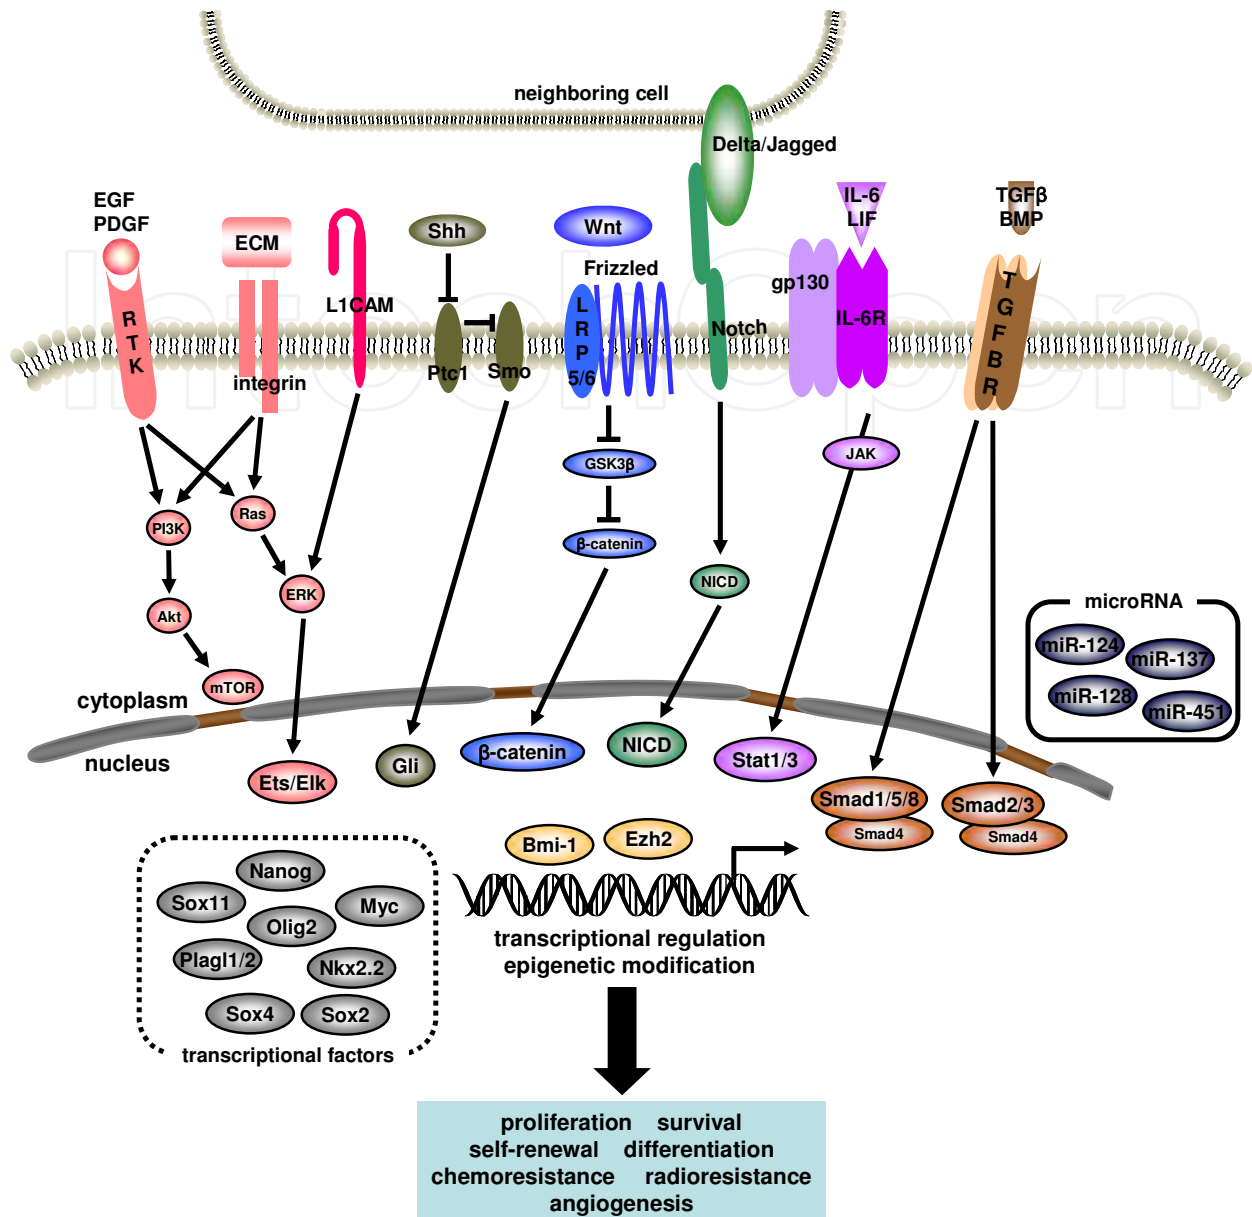 neighboring cell
Delta/Jagged
EGF
PDGF
ECM
L1CAM
Shh
Wnt
Frizzled
IL-6
LIF
TGFβ
BMP
gp130
IL-6R
RTK
integrin
Ptc1
Smo
LRP
5/6
Notch
TGFBR
JAK
GSK3β
PI3K
Ras
β-catenin
NICD
ERK
Akt
mTOR
microRNA
miR-124
miR-137
miR-128
miR-451
cytoplasm
nucleus
Ets/Elk
Gli
β-catenin
NICD
Stat1/3
Smad1/5/8
Smad4
Smad2/3
Smad4
Bmi-1
Ezh2
Nanog
Sox11
Myc
Olig2
Plagl1/2
Nkx2.2
Sox4
Sox2
transcriptional factors
transcriptional regulation
epigenetic modification
proliferation survival
self-renewal differentiation
chemoresistance radioresistance
angiogenesis
IntechOpen